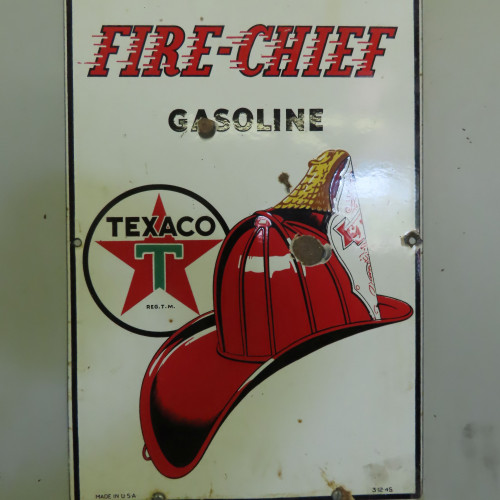 FIRE-CHIEF
GASOLINE
TEXACO
T
REG. T.M.
MADE IN U.S.A.
3 12 45